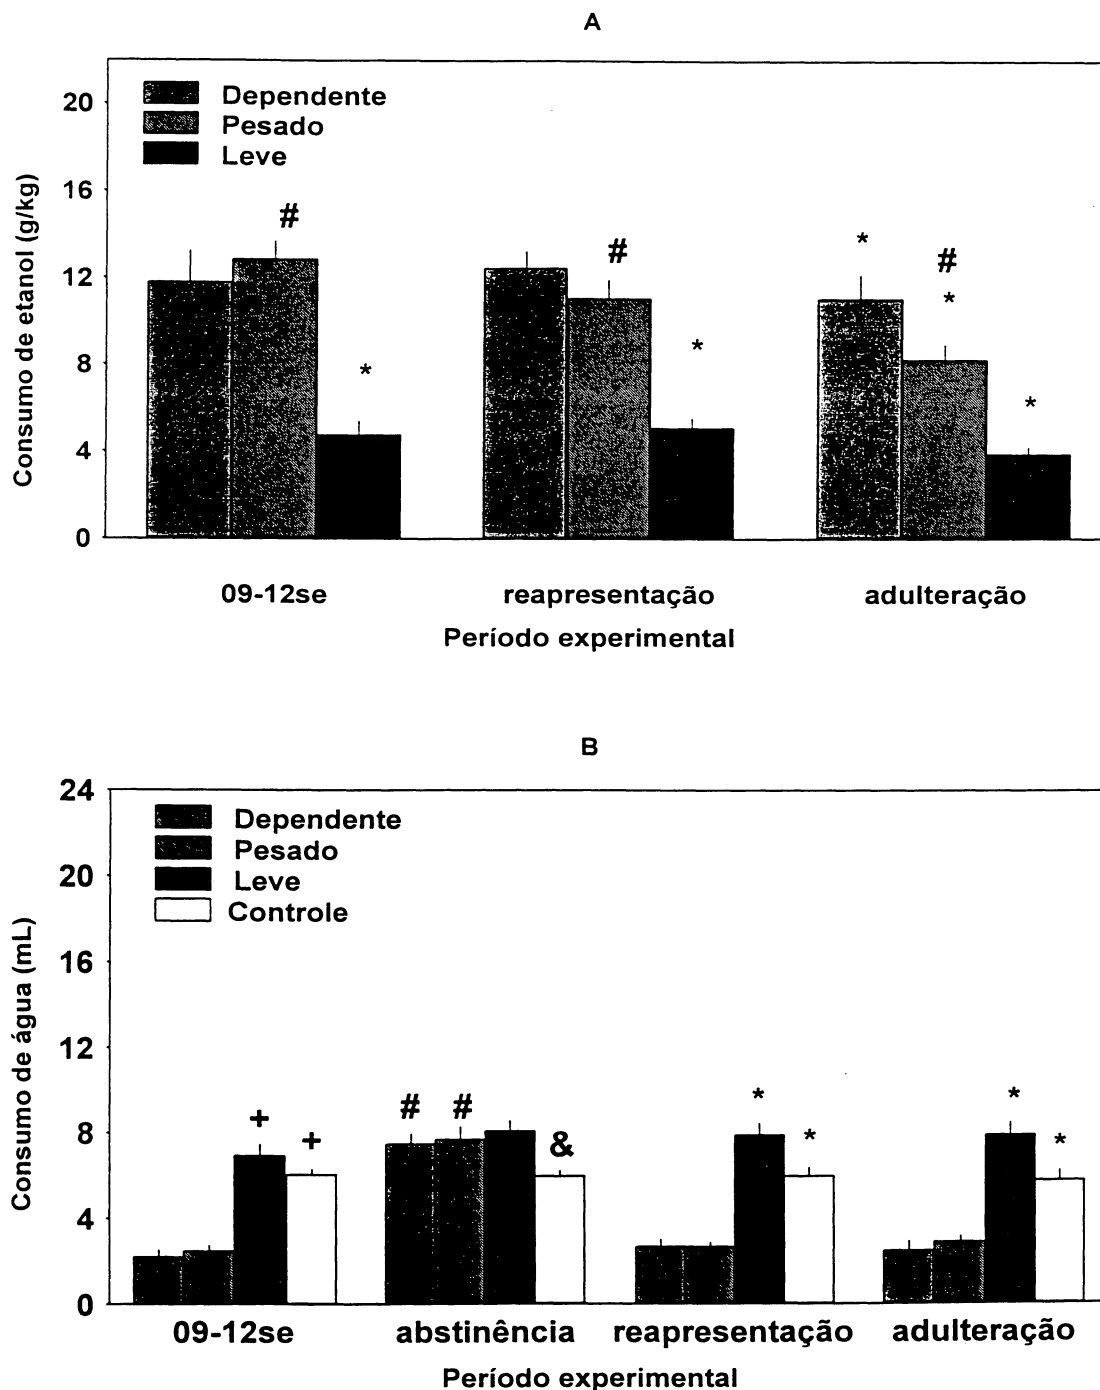 A
Consumo de etanol (g/kg)
20
16
12
8
4
0
Dependente
Pesado
Leve
#
*
#
*
*
#
*
*
09-12se
reapresentação
adulteração
Período experimental
B
Consumo de água (mL)
24
20
16
12
8
4
0
Dependente
Pesado
Leve
Controle
+
+
#
#
&
*
*
*
*
09-12se
abstinência
reapresentação
adulteração
Período experimental